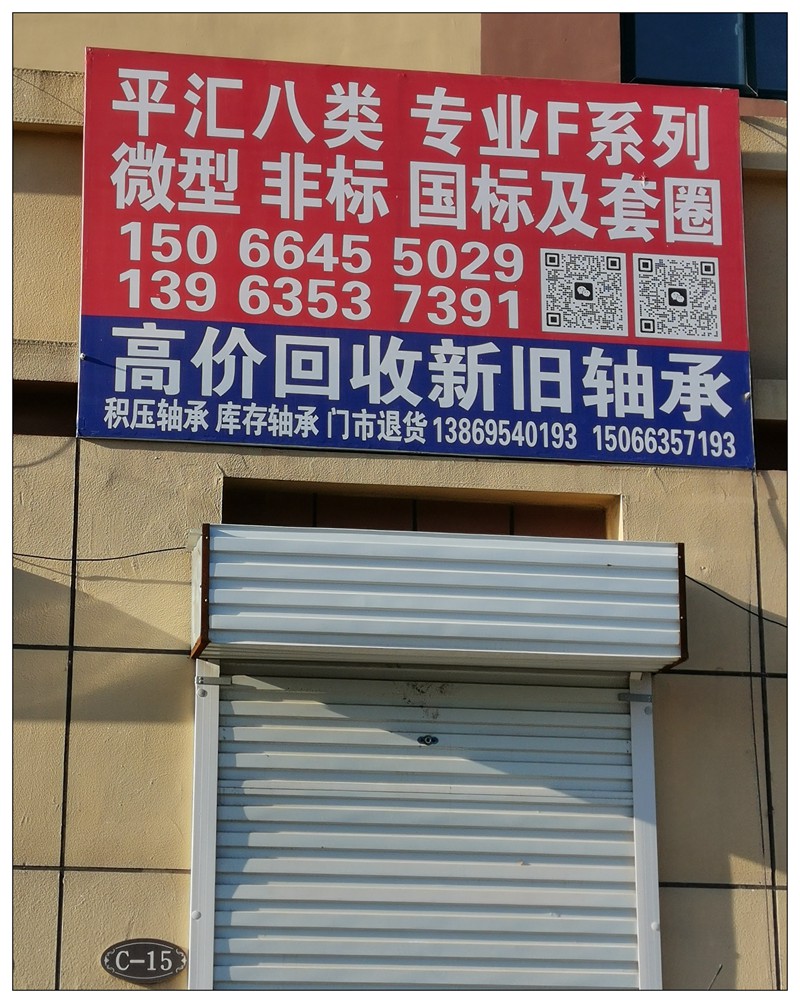 平汇八类 专业F系列
微型 非标 国标及套圈
150 6645 5029
139 6353 7391
高价回收新旧轴承
积压轴承 库存轴承 门市退货 13869540193 15066357193
C-15